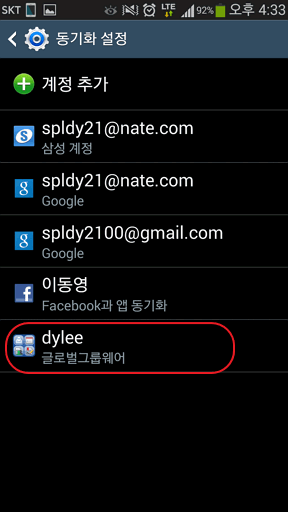 SKT LTE 92% 오후 4:33
동기화 설정
계정 추가
spldy21@nate.com
삼성 계정
spldy21@nate.com
Google
spldy2100@gmail.com
Google
이동영
Facebook과 앱 동기화
dylee
글로벌그룹웨어